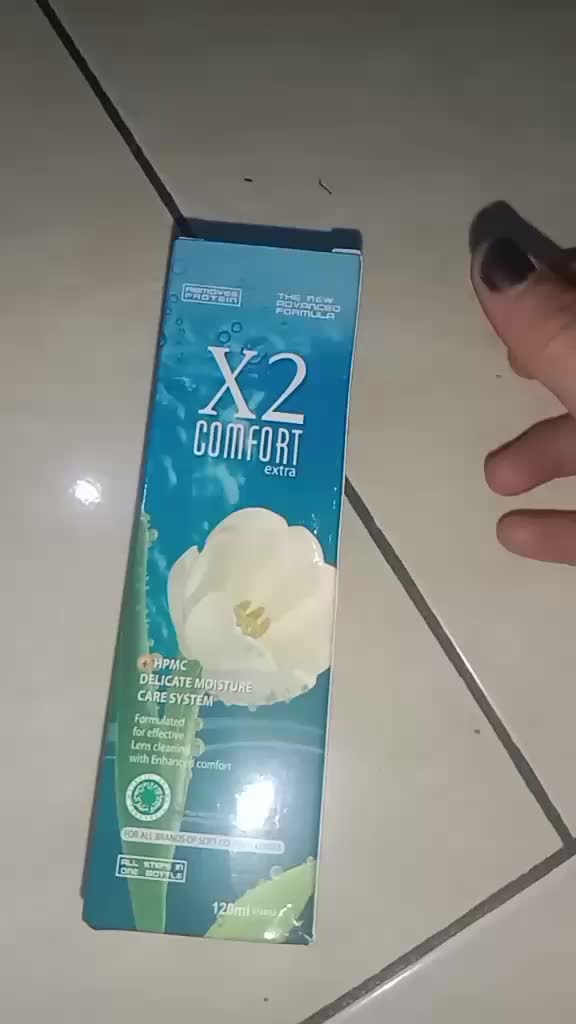 REMOVES
PROTEIN
THE NEW
ADVANCED
FORMULA
X2
COMFORT
extra
+ HPMC
DELICATE MOISTURE
CARE SYSTEM
Formulated
for effective
Lens cleaning
with Enhanced comfort
FOR ALL BRANDS OF SOFT
ALL STEPS IN
ONE BOTTLE
120ml